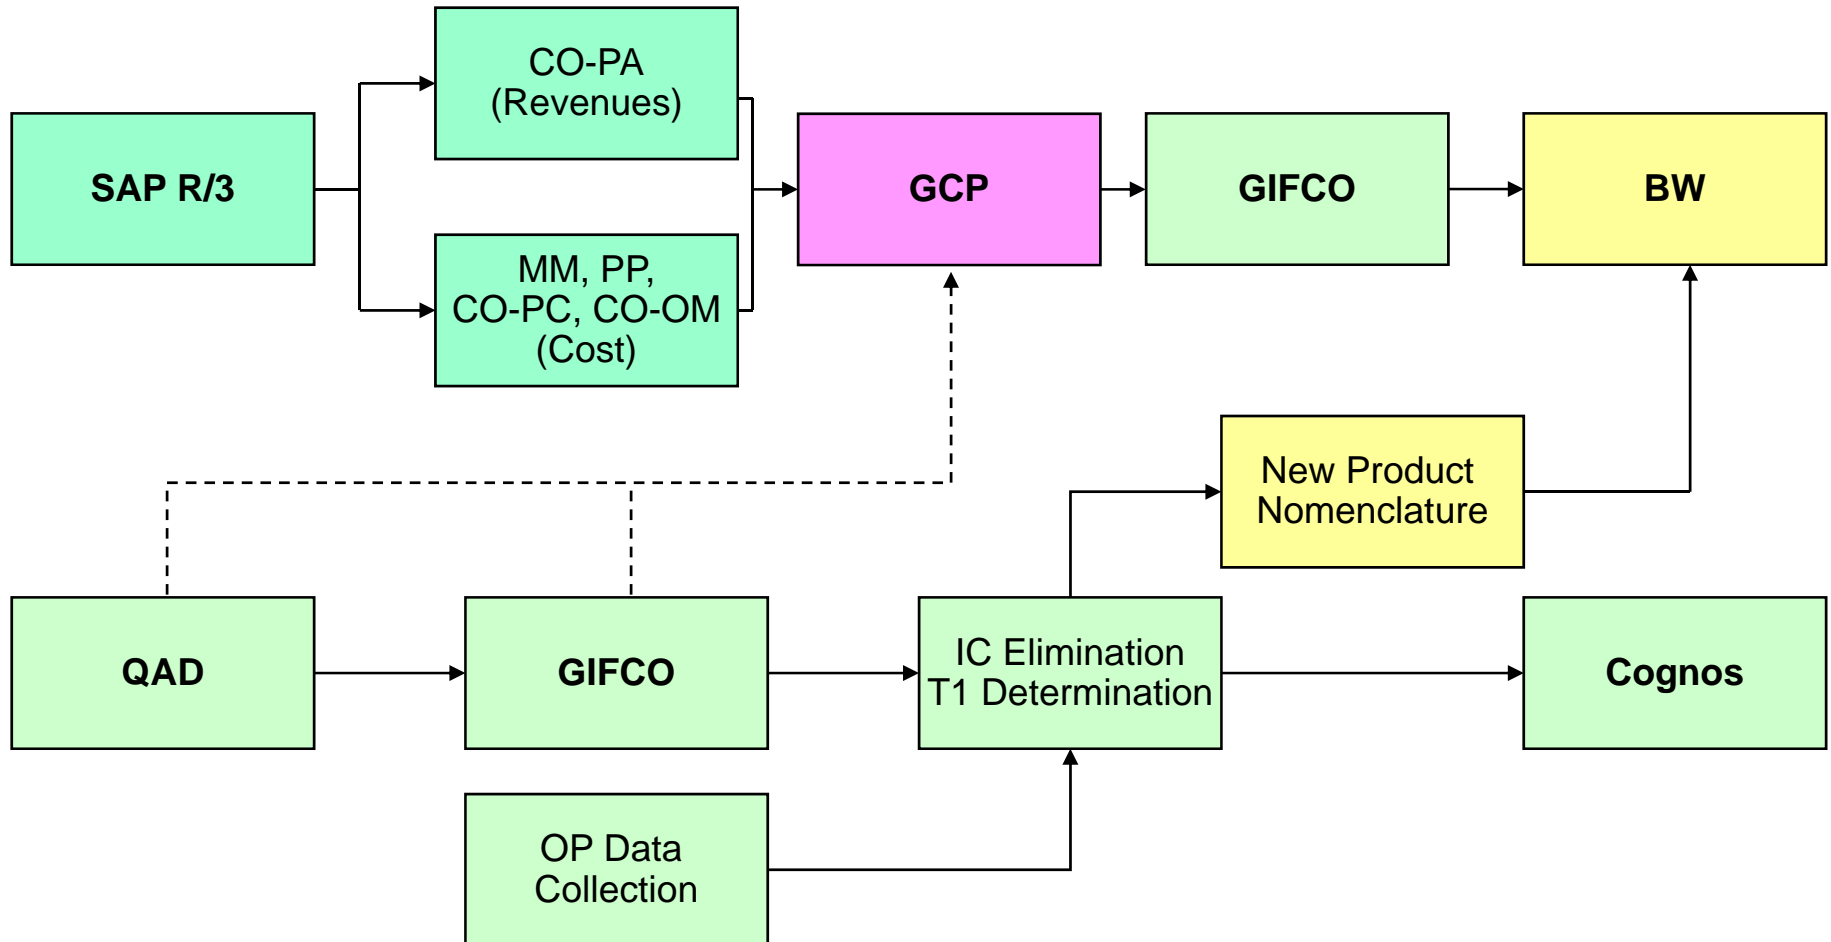 CO-PA
(Revenues)
SAP R/3
GCP
GIFCO
BW
MM, PP,
CO-PC, CO-OM
(Cost)
New Product
Nomenclature
QAD
GIFCO
IC Elimination
T1 Determination
Cognos
OP Data
Collection